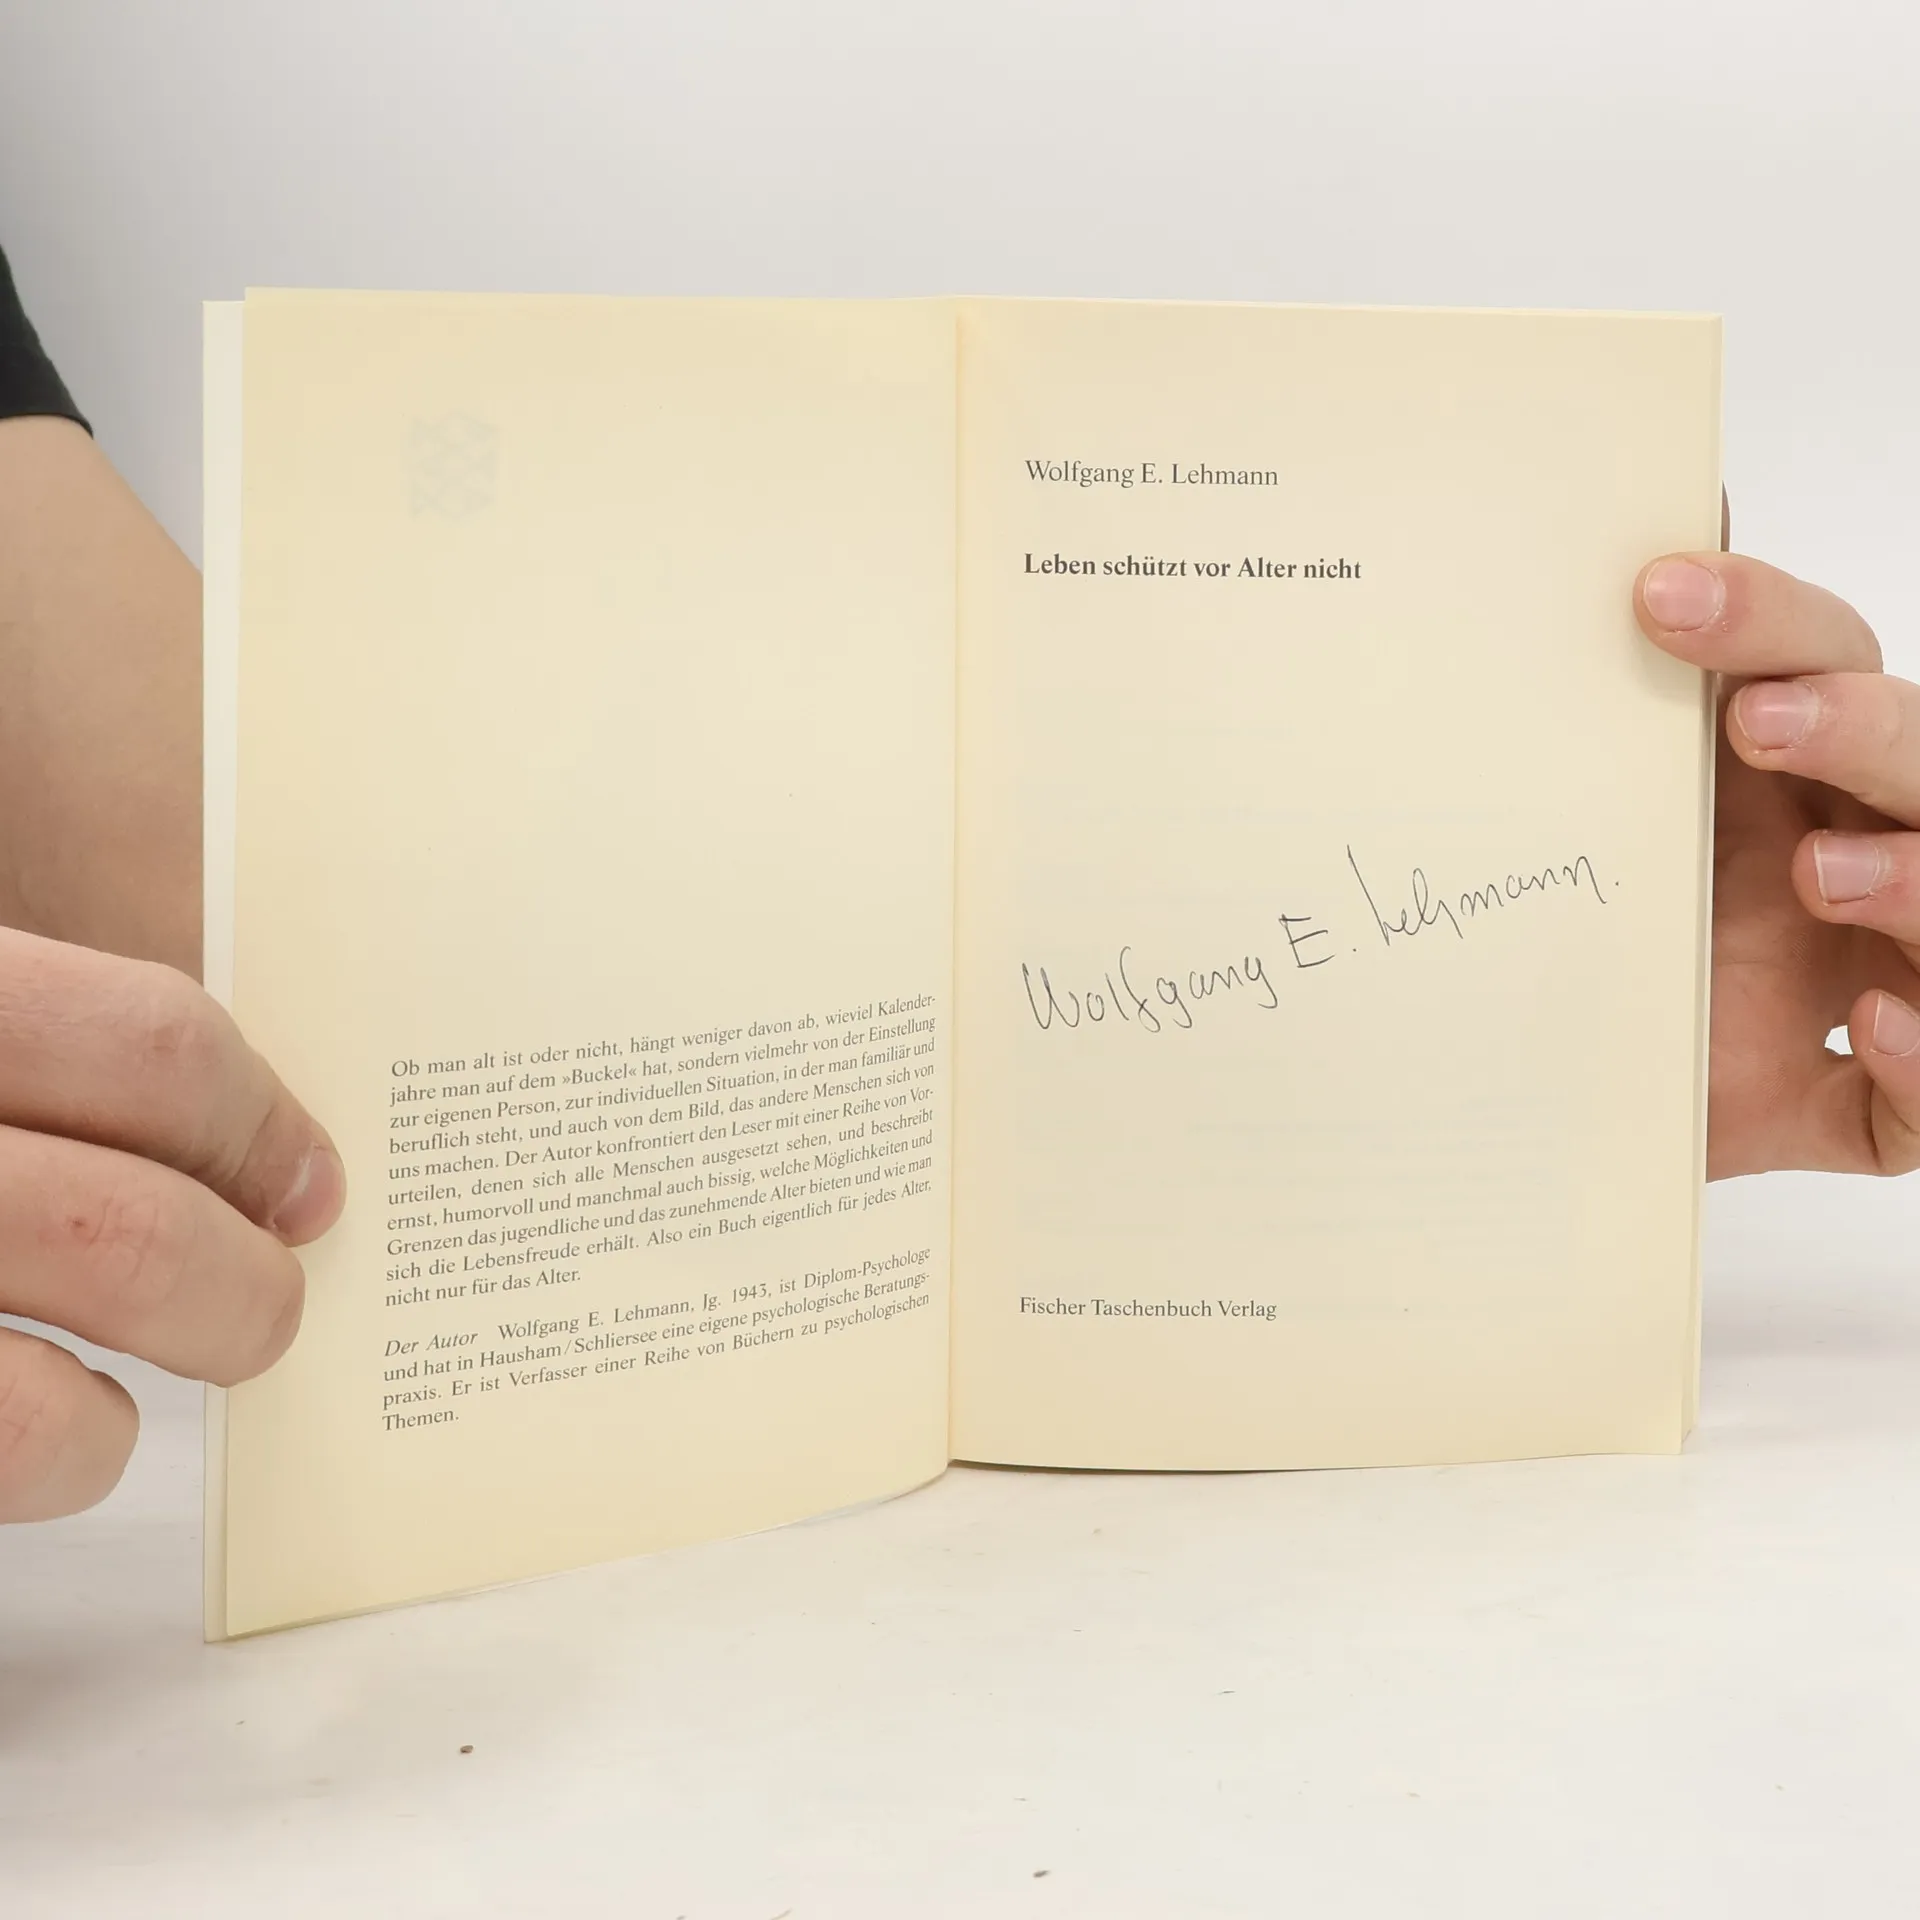 Ob man alt ist oder nicht, hängt weniger davon ab, wieviel Kalender-
jahre man auf dem »Buckel« hat, sondern vielmehr von der Einstellung
zur eigenen Person, zur individuellen Situation, in der man familiär und
beruflich steht, und auch von dem Bild, das andere Menschen sich von
uns machen. Der Autor konfrontiert den Leser mit einer Reihe von Vor-
urteilen, denen sich alle Menschen ausgesetzt sehen, und beschreibt
ernst, humorvoll und manchmal auch bissig, welche Möglichkeiten und
Grenzen das jugendliche und das zunehmende Alter bieten und wie man
sich die Lebensfreude erhält. Also ein Buch eigentlich für jedes Alter,
nicht nur für das Alter.
Der Autor Wolfgang E. Lehmann, Jg. 1943, ist Diplom-Psychologe
und hat in Hausham/Schliersee eine eigene psychologische Beratungs-
praxis. Er ist Verfasser einer Reihe von Büchern zu psychologischen
Themen.
Wolfgang E. Lehmann
Leben schützt vor Alter nicht
Wolfgang E. Lehmann.
Fischer Taschenbuch Verlag